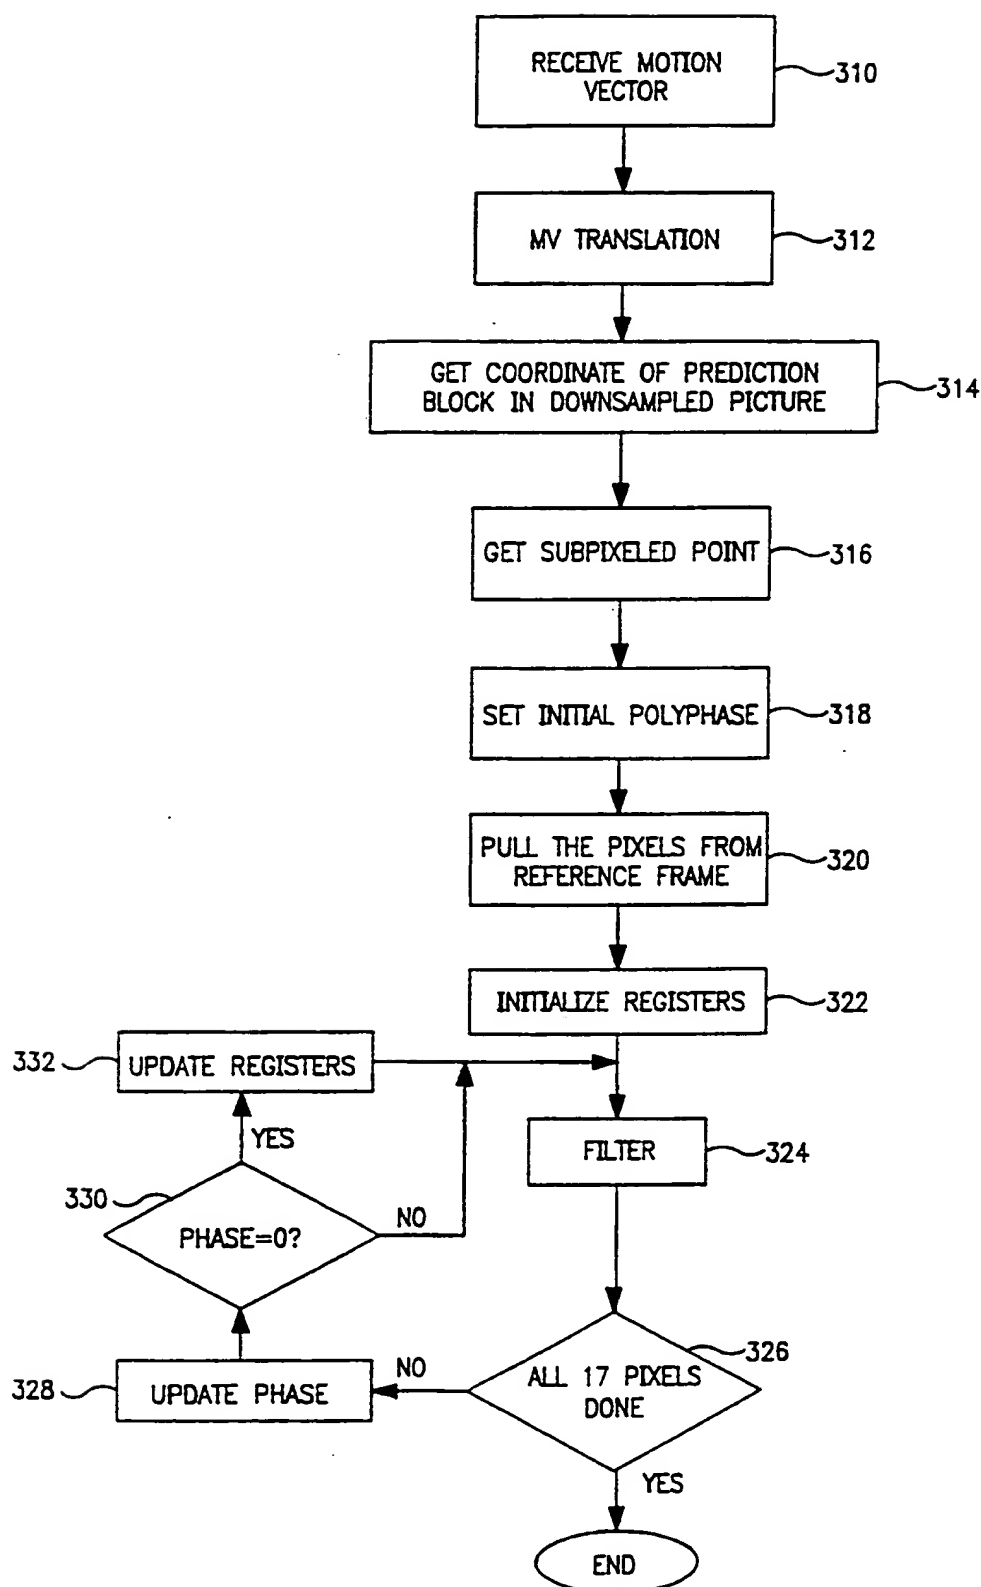 RECEIVE MOTION
VECTOR
310
MV TRANSLATION
312
GET COORDINATE OF PREDICTION
BLOCK IN DOWNSAMPLED PICTURE
314
GET SUBPIXELED POINT
316
SET INITIAL POLYPHASE
318
PULL THE PIXELS FROM
REFERENCE FRAME
320
INITIALIZE REGISTERS
322
332
UPDATE REGISTERS
YES
FILTER
324
330
PHASE=0?
NO
326
ALL 17 PIXELS
DONE
NO
328
UPDATE PHASE
YES
END